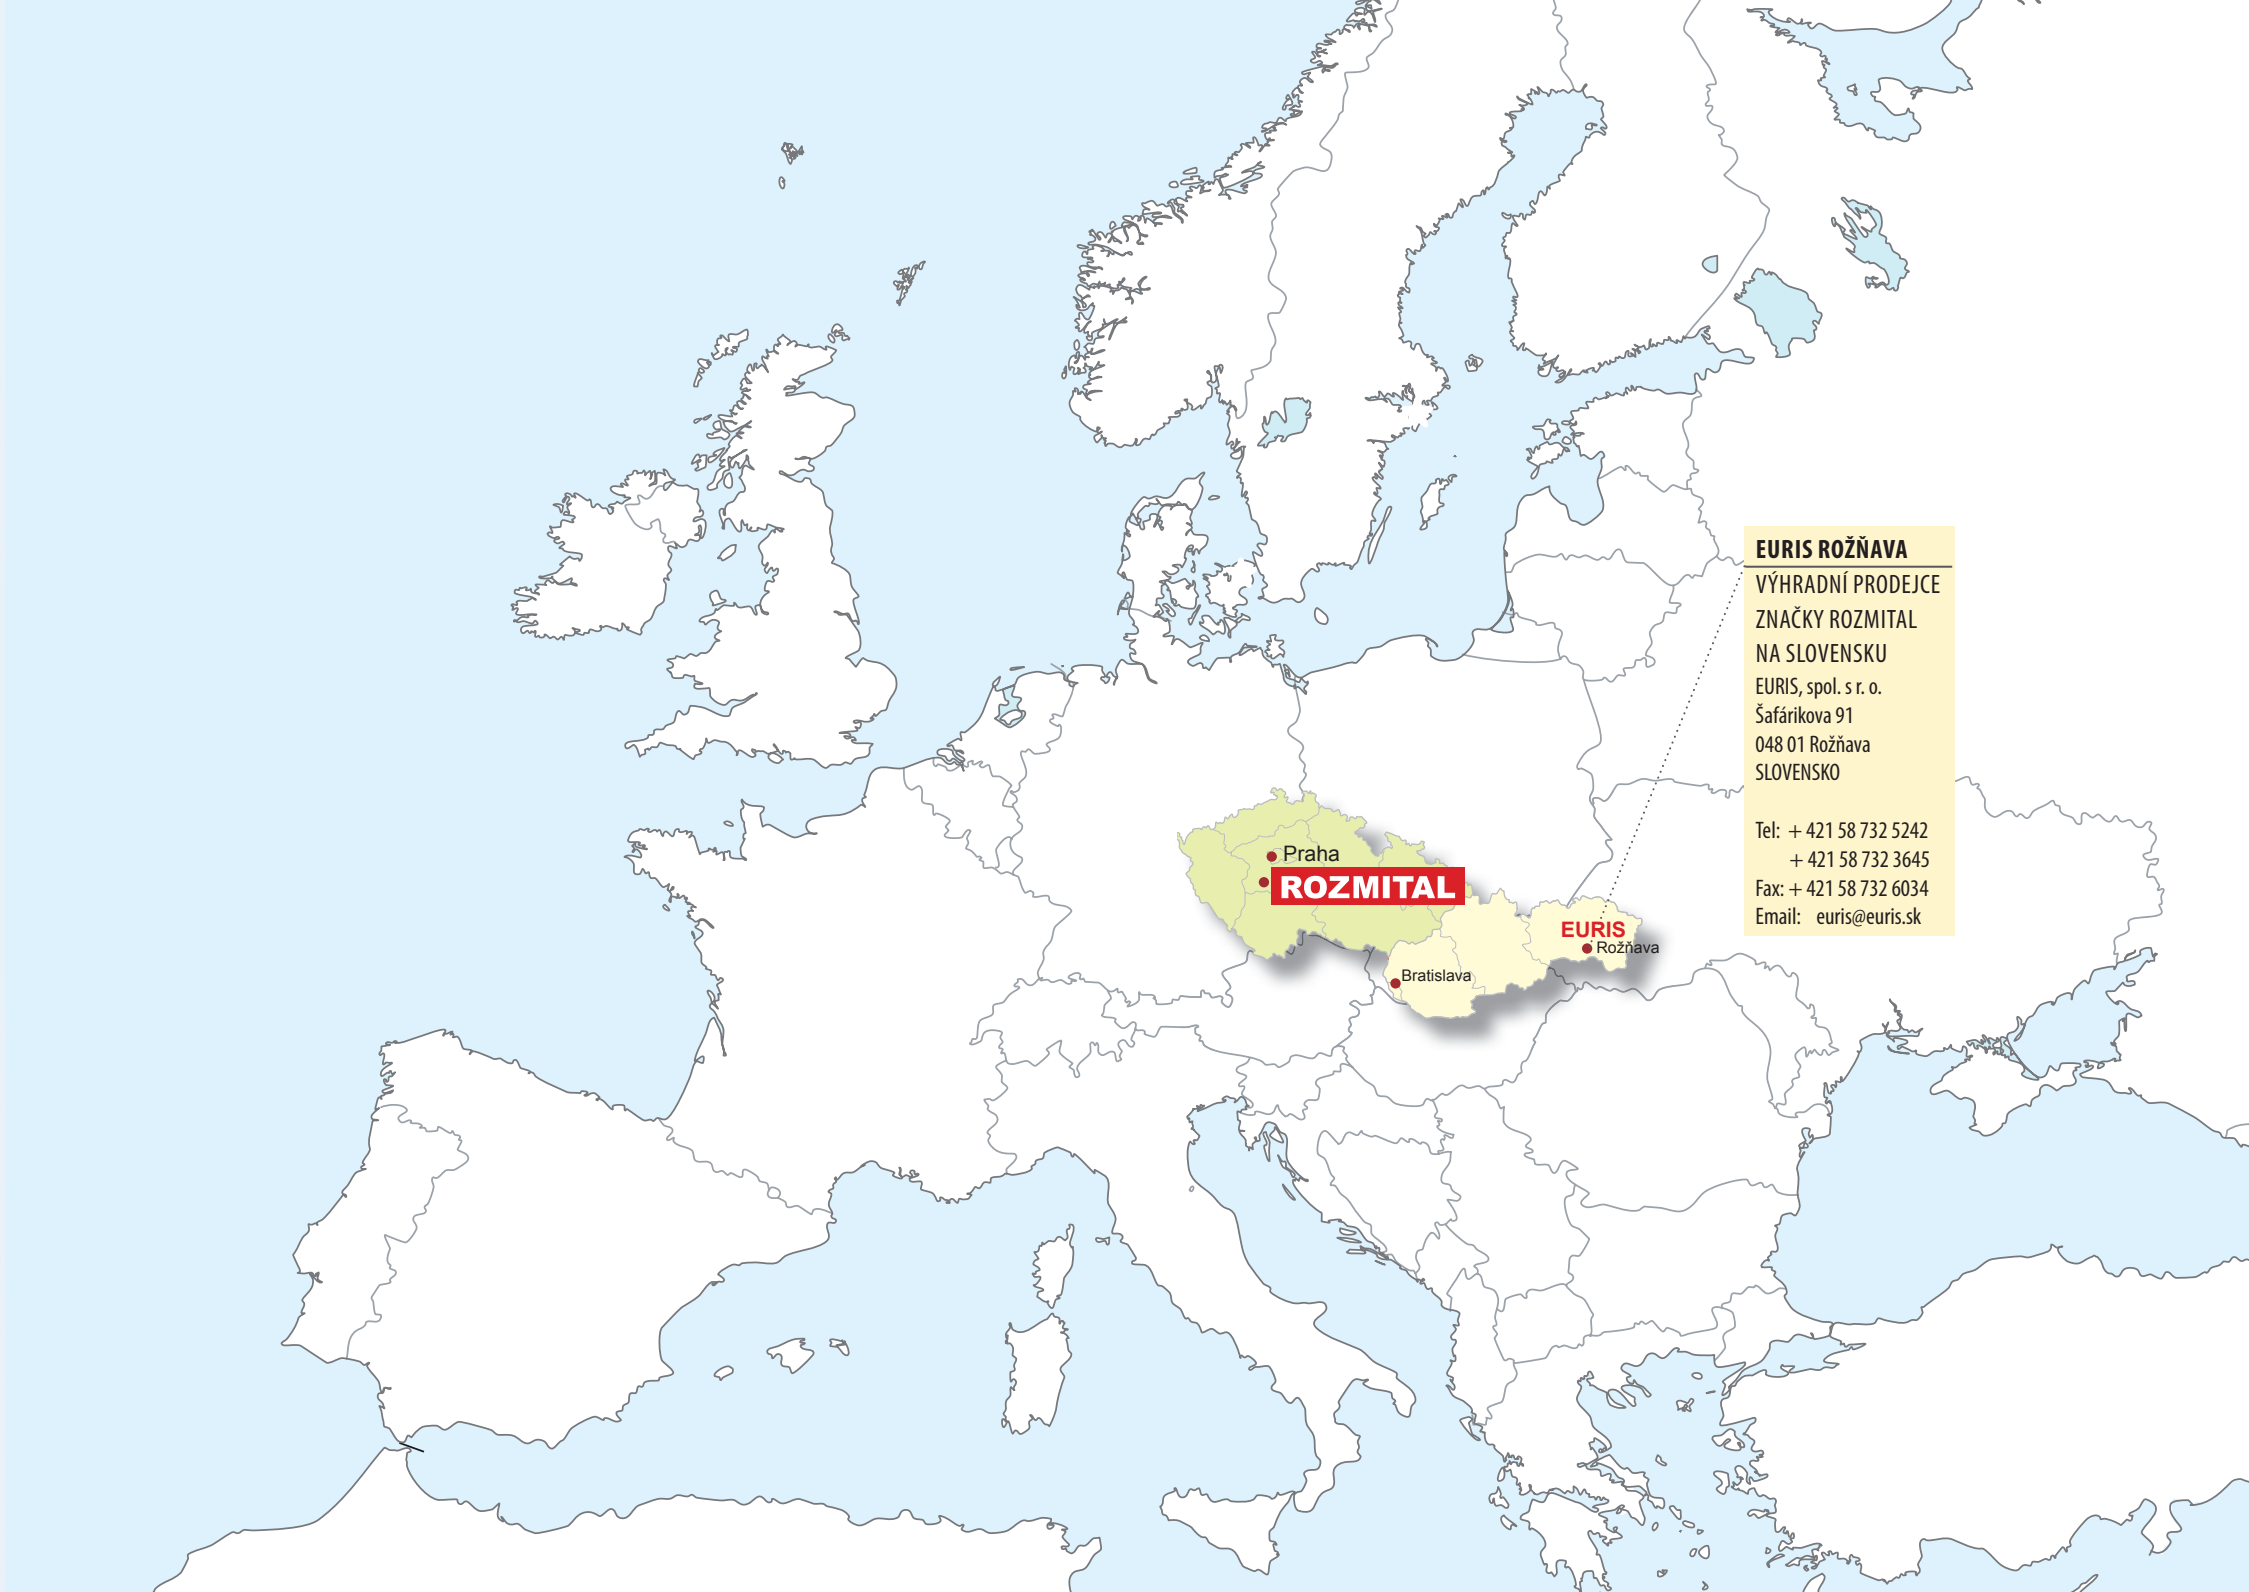 EURIS ROŽŇAVA
VÝHRADNÍ PRODEJCE
ZNAČKY ROZMITAL
NA SLOVENSKU
EURIS, spol. s r. o.
Šafárikova 91
048 01 Rožňava
SLOVENSKO
Tel: + 421 58 732 5242
+ 421 58 732 3645
Fax: + 421 58 732 6034
Email: euris@euris.sk
Praha
ROZMITAL
EURIS
Rožňava
Bratislava